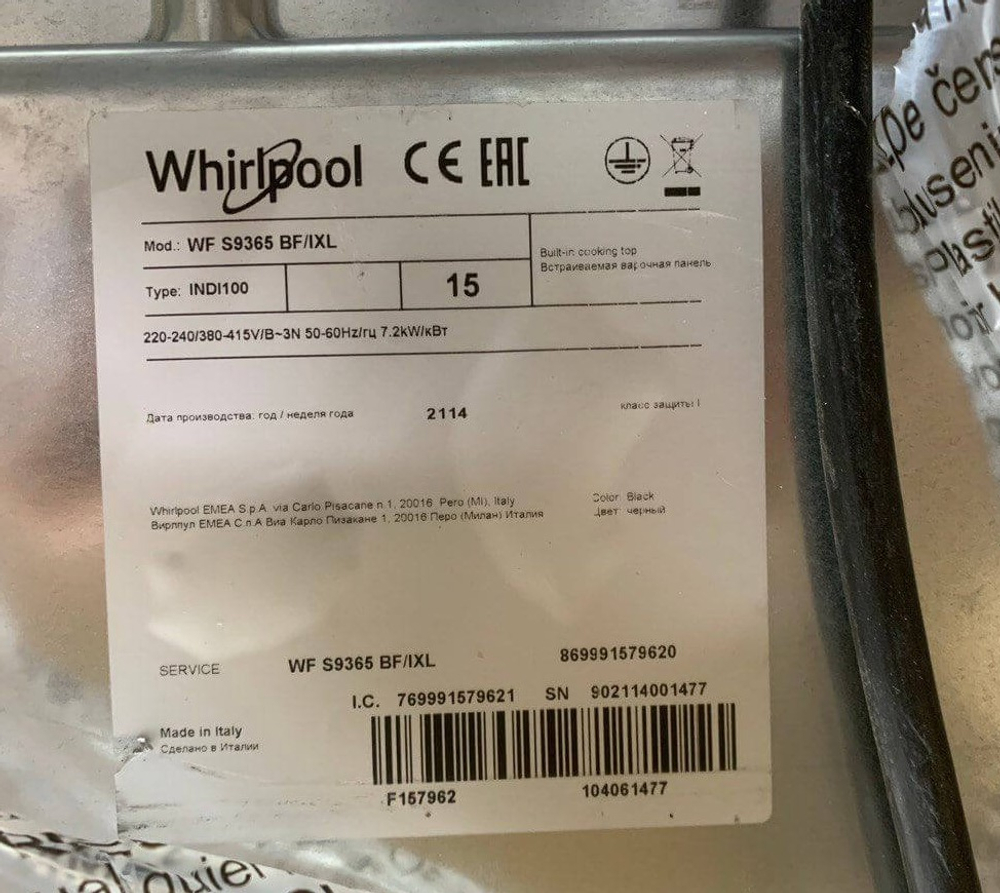 Whirlpool CE EAC
Mod.: WF S9365 BF/IXL
Built-in cooking top
Встраиваемая варочная панель
Type: INDI100
15
220-240/380-415V/В~3N 50-60Hz/гц 7.2kW/кВт
Дата производства: год / неделя года 2114 класс защиты I
Whirlpool EMEA S.p.A. via Carlo Pisacane n.1, 20016 Pero (MI), Italy
Вирлпул EMEA С.п.А Виа Карло Пизакане 1, 20016 Перо (Милан) Италия
Color: Black
Цвет: черный
SERVICE WF S9365 BF/IXL 869991579620
I.C. 769991579621 SN 902114001477
Made in Italy
Сделано в Италии
F157962 104061477
quier